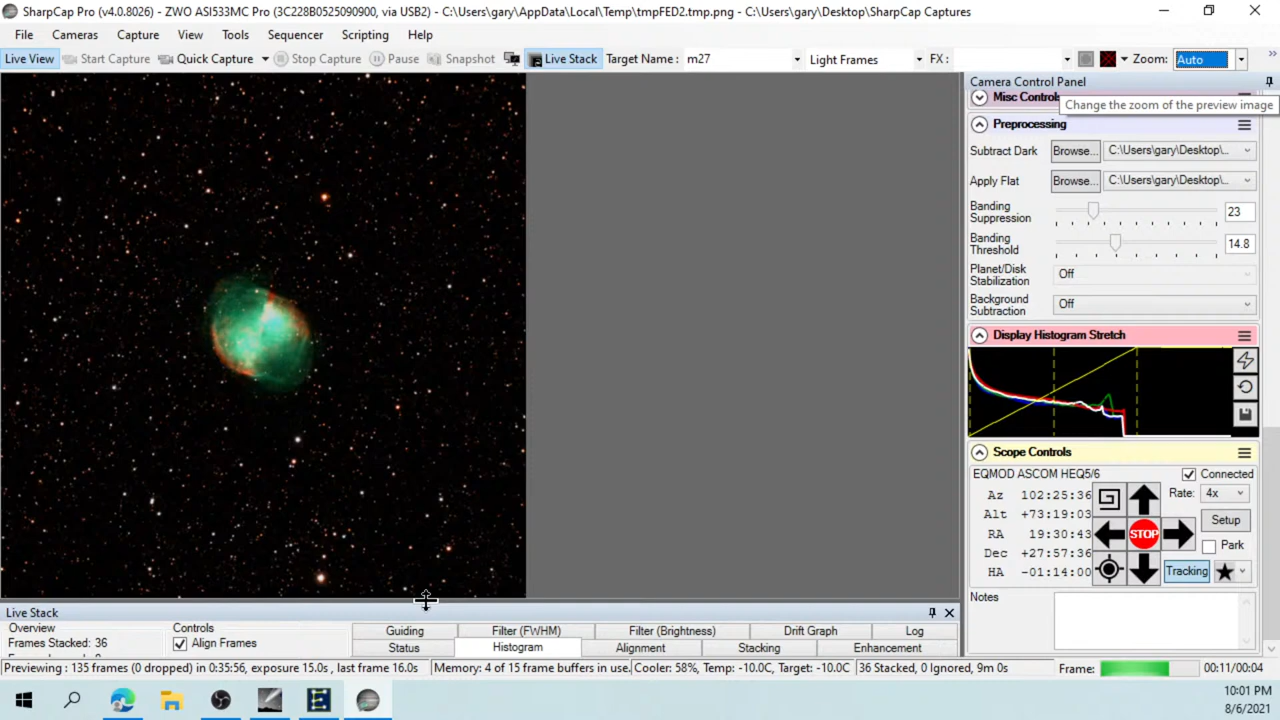 SharpCap Pro (v4.0.8026) - ZWO ASI533MC Pro (3C228B0525090900, via USB2) - C:\Users\gary\AppData\Local\Temp\tmpFED2.tmp.png - C:\Users\gary\Desktop\SharpCap Captures
File Cameras Capture View Tools Sequencer Scripting Help
Live View Start Capture Quick Capture Stop Capture Pause Snapshot Live Stack Target Name: m27 Light Frames FX : Zoom: Auto
Camera Control Panel
Misc Controls
Change the zoom of the preview image
Preprocessing
Subtract Dark Browse... C:\Users\gary\Desktop\...
Apply Flat Browse... C:\Users\gary\Desktop\...
Banding Suppression 23
Banding Threshold 14.8
Planet/Disk Stabilization Off
Background Subtraction Off
Display Histogram Stretch
Scope Controls
EQMOD ASCOM HEQ5/6 Connected
Az 102:25:36 Rate: 4x
Alt +73:19:03
RA 19:30:43 STOP Setup
Dec +27:57:36 Park
HA -01:14:00 Tracking
Notes
Live Stack
Overview Controls Guiding Filter (FWHM) Filter (Brightness) Drift Graph Log
Frames Stacked: 36 Align Frames Status Histogram Alignment Stacking Enhancement
Previewing : 135 frames (0 dropped) in 0:35:56, exposure 15.0s , last frame 16.0s Memory: 4 of 15 frame buffers in use. Cooler: 58%, Temp: -10.0C, Target: -10.0C 36 Stacked, 0 Ignored, 9m 0s Frame: 00:11/00:04
10:01 PM
8/6/2021